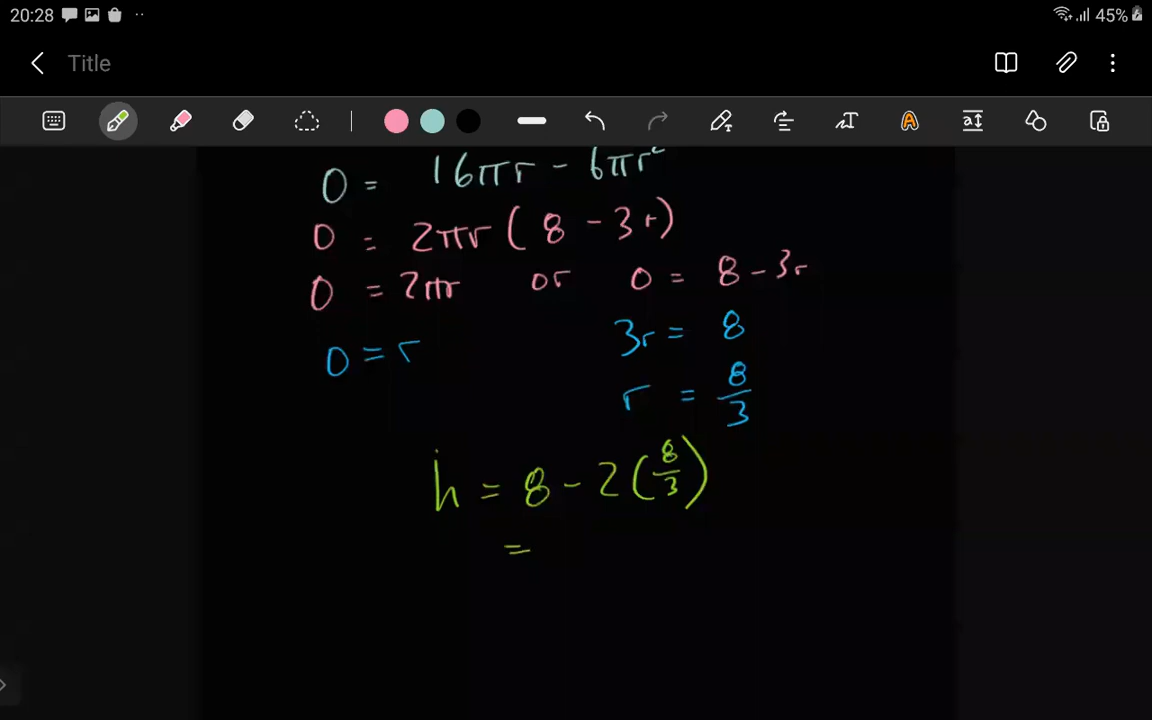 20:28 45%
Title
0 = 16πr - 6πr²
0 = 2πr ( 8 - 3r)
0 = 2πr or 0 = 8 - 3r
0 = r 3r = 8
r = 8/3
h = 8 - 2(8/3)
=